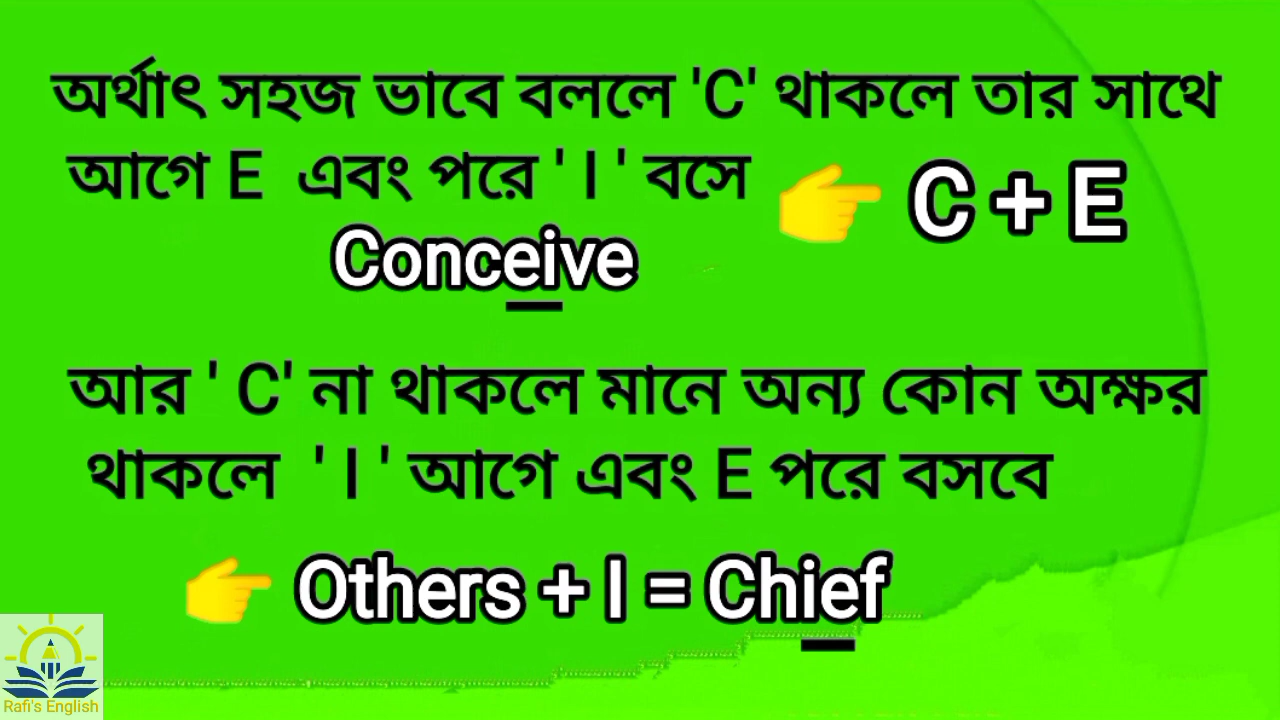 অর্থাৎ সহজ ভাবে বললে 'C' থাকলে তার সাথে
আগে E এবং পরে ' I ' বসে 👉 C + E
Conceive
আর ' C' না থাকলে মানে অন্য কোন অক্ষর
থাকলে ' I ' আগে এবং E পরে বসবে
👉 Others + I = Chief
Rafi's English